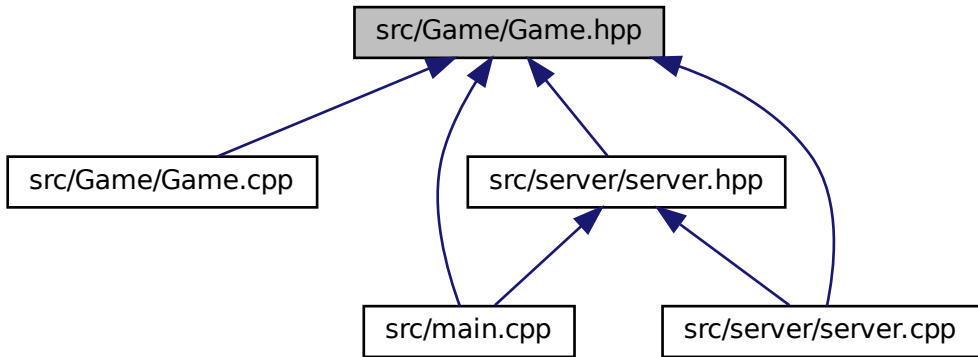 src/Game/Game.hpp
src/Game/Game.cpp
src/server/server.hpp
src/main.cpp
src/server/server.cpp